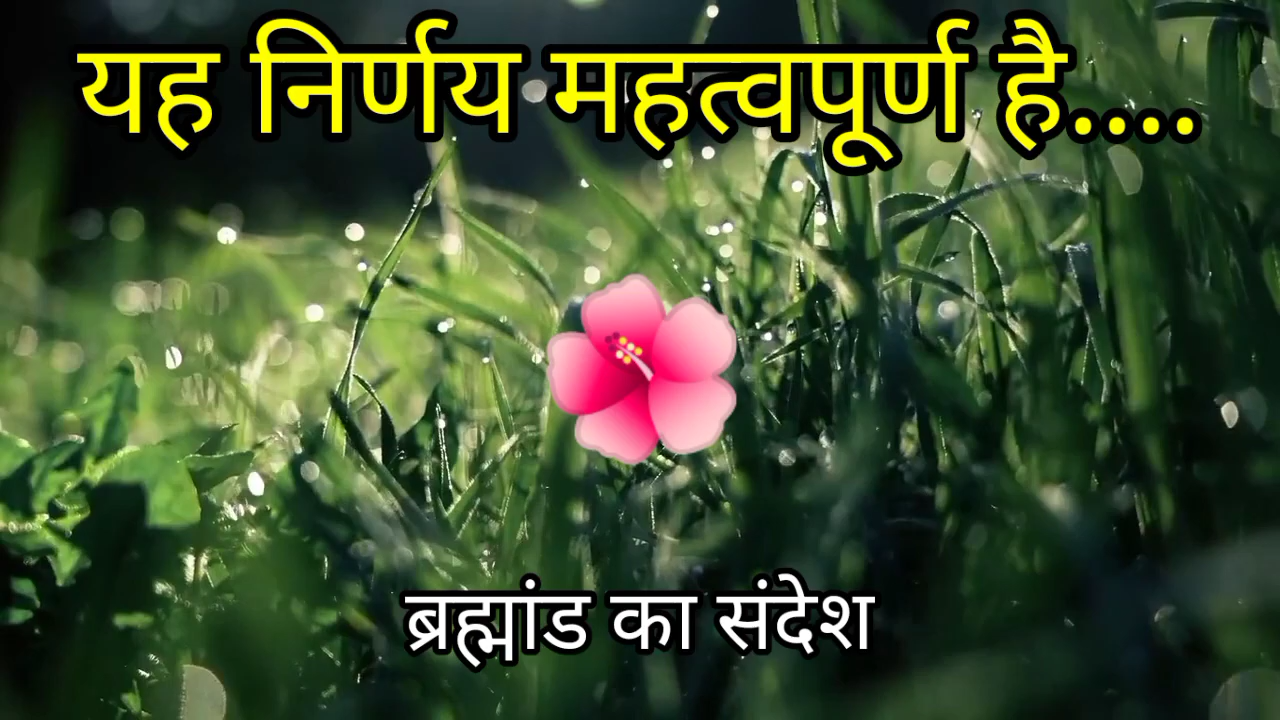 यह निर्णय महत्वपूर्ण है....
ब्रह्मांड का संदेश